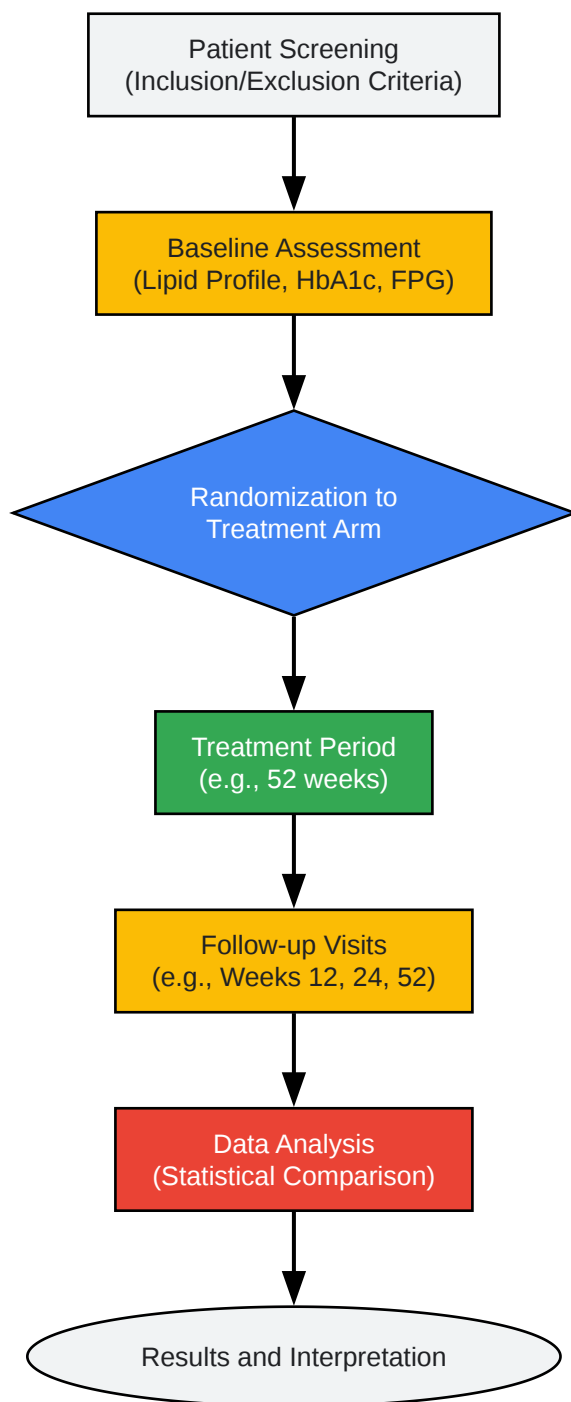 Patient Screening
(Inclusion/Exclusion Criteria)
Baseline Assessment
(Lipid Profile, HbA1c, FPG)
Randomization to
Treatment Arm
Treatment Period
(e.g., 52 weeks)
Follow-up Visits
(e.g., Weeks 12, 24, 52)
Data Analysis
(Statistical Comparison)
Results and Interpretation